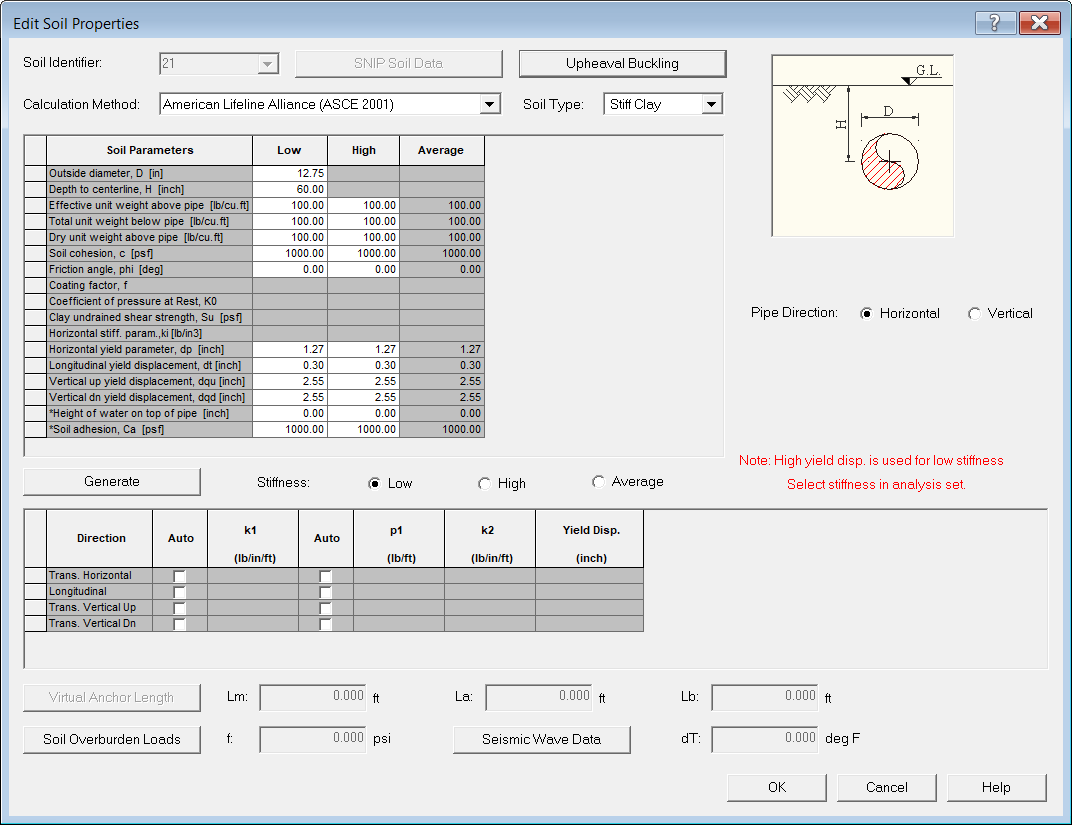 Edit Soil Properties
?
Soil Identifier: 21 SNIP Soil Data Upheaval Buckling
Calculation Method: American Lifeline Alliance (ASCE 2001) Soil Type: Stiff Clay
G.L.
D
H
Soil Parameters Low High Average
Outside diameter, D [in] 12.75
Depth to centerline, H [inch] 60.00
Effective unit weight above pipe [lb/cu.ft] 100.00 100.00 100.00
Total unit weight below pipe [lb/cu.ft] 100.00 100.00 100.00
Dry unit weight above pipe [lb/cu.ft] 100.00 100.00 100.00
Soil cohesion, c [psf] 1000.00 1000.00 1000.00
Friction angle, phi [deg] 0.00 0.00 0.00
Coating factor, f
Coefficient of pressure at Rest, K0
Clay undrained shear strength, Su [psf]
Horizontal stiff. param.,ki [lb/in3]
Horizontal yield parameter, dp [inch] 1.27 1.27 1.27
Longitudinal yield displacement, dt [inch] 0.30 0.30 0.30
Vertical up yield displacement, dqu [inch] 2.55 2.55 2.55
Vertical dn yield displacement, dqd [inch] 2.55 2.55 2.55
*Height of water on top of pipe [inch] 0.00 0.00 0.00
*Soil adhesion, Ca [psf] 1000.00 1000.00 1000.00
Pipe Direction: Horizontal Vertical
Note: High yield disp. is used for low stiffness
Select stiffness in analysis set.
Generate Stiffness: Low High Average
Direction Auto k1 (lb/in/ft) Auto p1 (lb/ft) k2 (lb/in/ft) Yield Disp. (inch)
Trans. Horizontal
Longitudinal
Trans. Vertical Up
Trans. Vertical Dn
Virtual Anchor Length Lm: 0.000 ft La: 0.000 ft Lb: 0.000 ft
Soil Overburden Loads f: 0.000 psi Seismic Wave Data dT: 0.000 deg F
OK Cancel Help